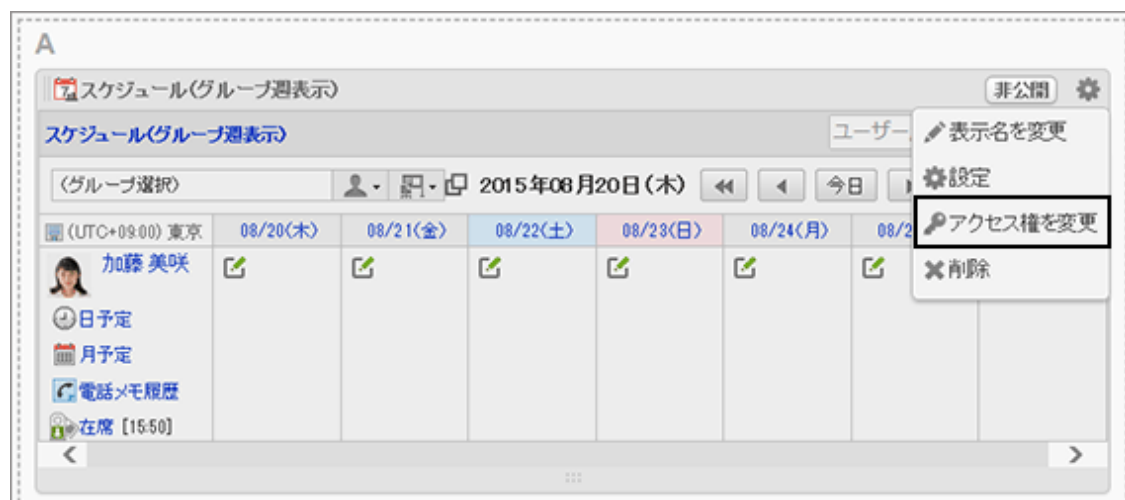 A
スケジュール(グループ週表示)
非公開
スケジュール(グループ週表示)
ユーザー
表示名を変更
(グループ選択)
2015年08月20日(木)
今日
設定
アクセス権を変更
(UTC+09:00) 東京
08/20(木)
08/21(金)
08/22(土)
08/23(日)
08/24(月)
08/2
削除
加藤 美咲
日予定
月予定
電話メモ履歴
在席 [15:50]